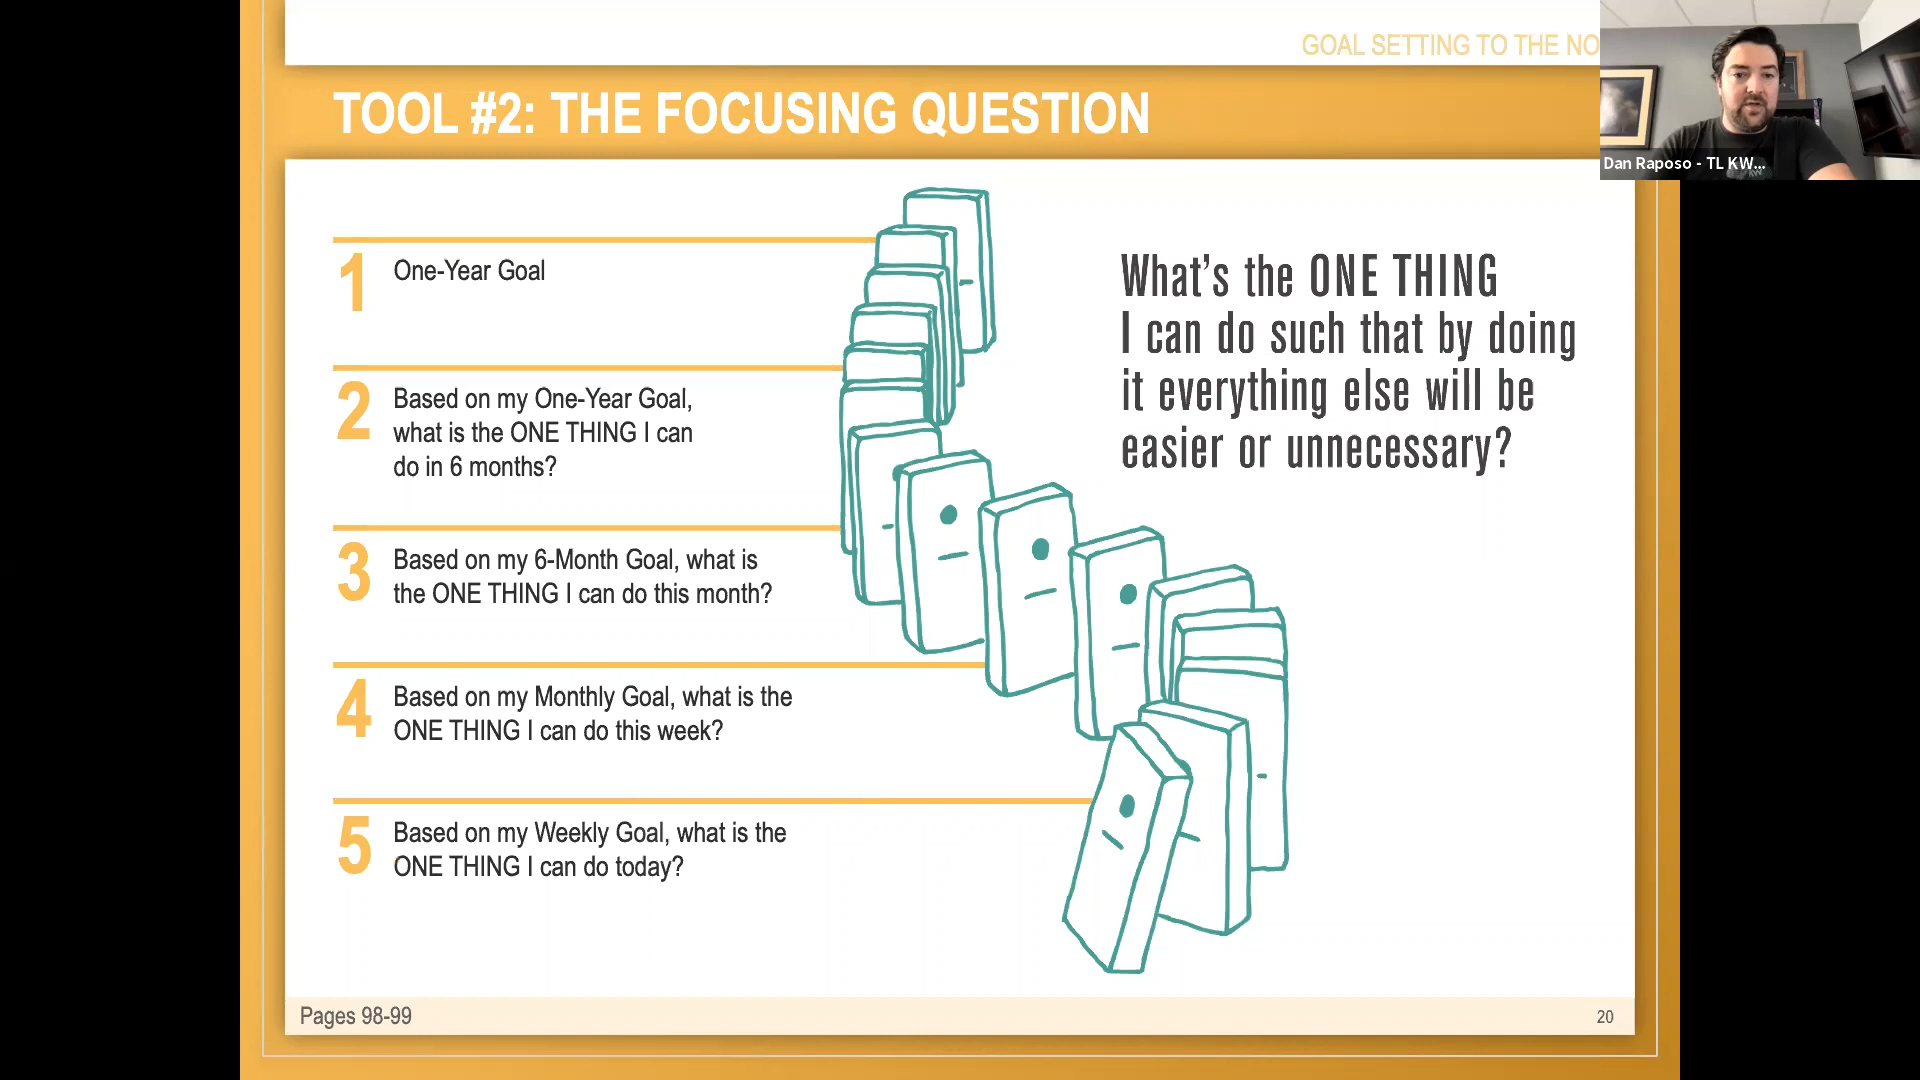 GOAL SETTING TO THE NO
TOOL #2: THE FOCUSING QUESTION
Dan Raposo - TL KW...
1
One-Year Goal
2
Based on my One-Year Goal,
what is the ONE THING I can
do in 6 months?
3
Based on my 6-Month Goal, what is
the ONE THING I can do this month?
4
Based on my Monthly Goal, what is the
ONE THING I can do this week?
5
Based on my Weekly Goal, what is the
ONE THING I can do today?
What's the ONE THING
I can do such that by doing
it everything else will be
easier or unnecessary?
Pages 98-99
20